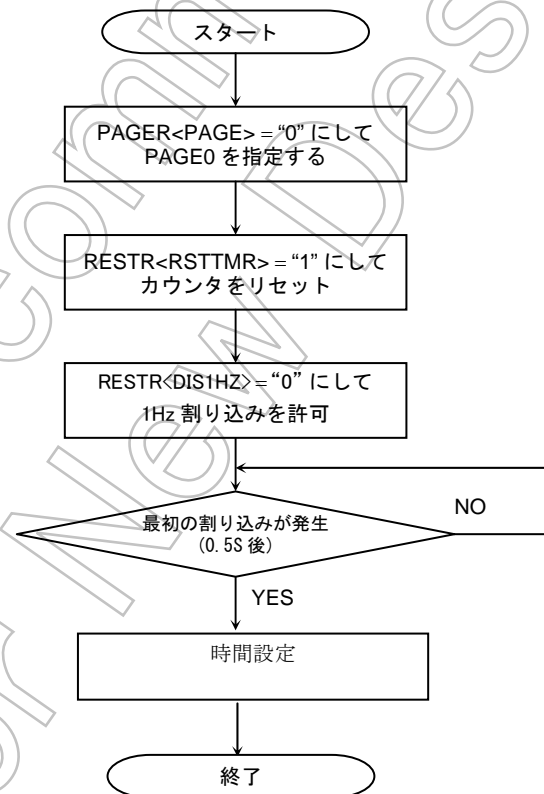 スタート
PAGER<PAGE> = “0” にして
PAGE0 を指定する
RESTR<RSTTMR> = “1” にして
カウンタをリセット
RESTR<DIS1HZ>=“0” にして
1Hz 割り込みを許可
最初の割り込みが発生
(0.5S 後)
NO
YES
時間設定
終了